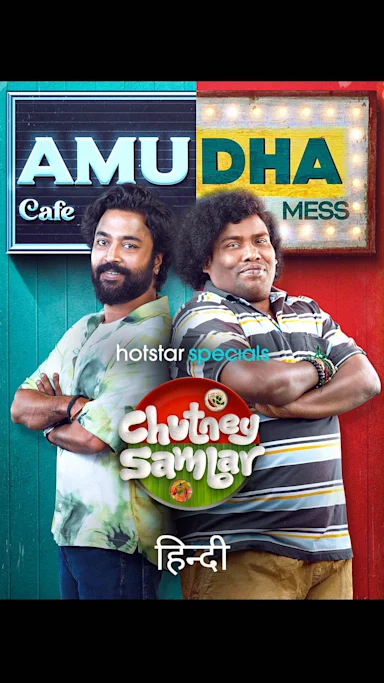 AMUDHA
Cafe MESS
hotstar specials
Chutney
Sambar
हिन्दी